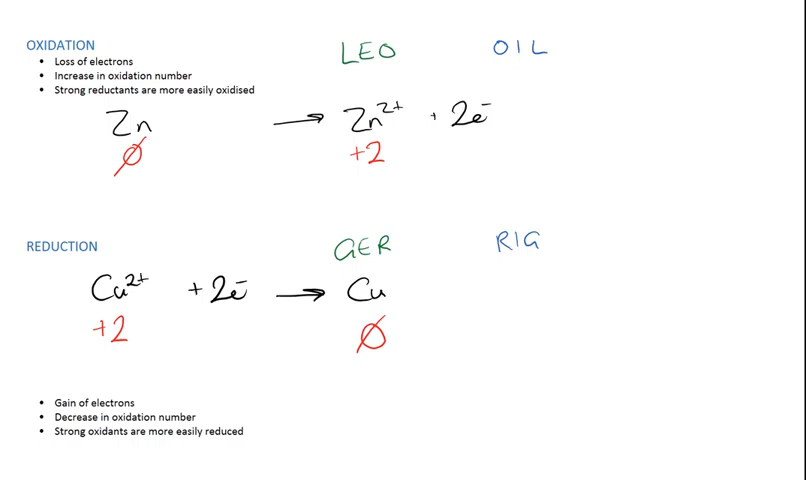 OXIDATION LEO OIL
• Loss of electrons
• Increase in oxidation number
• Strong reductants are more easily oxidised
Zn → Zn²⁺ + 2e⁻
∅ +2
REDUCTION GER RIG
Cu²⁺ + 2e⁻ → Cu
+2 ∅
• Gain of electrons
• Decrease in oxidation number
• Strong oxidants are more easily reduced